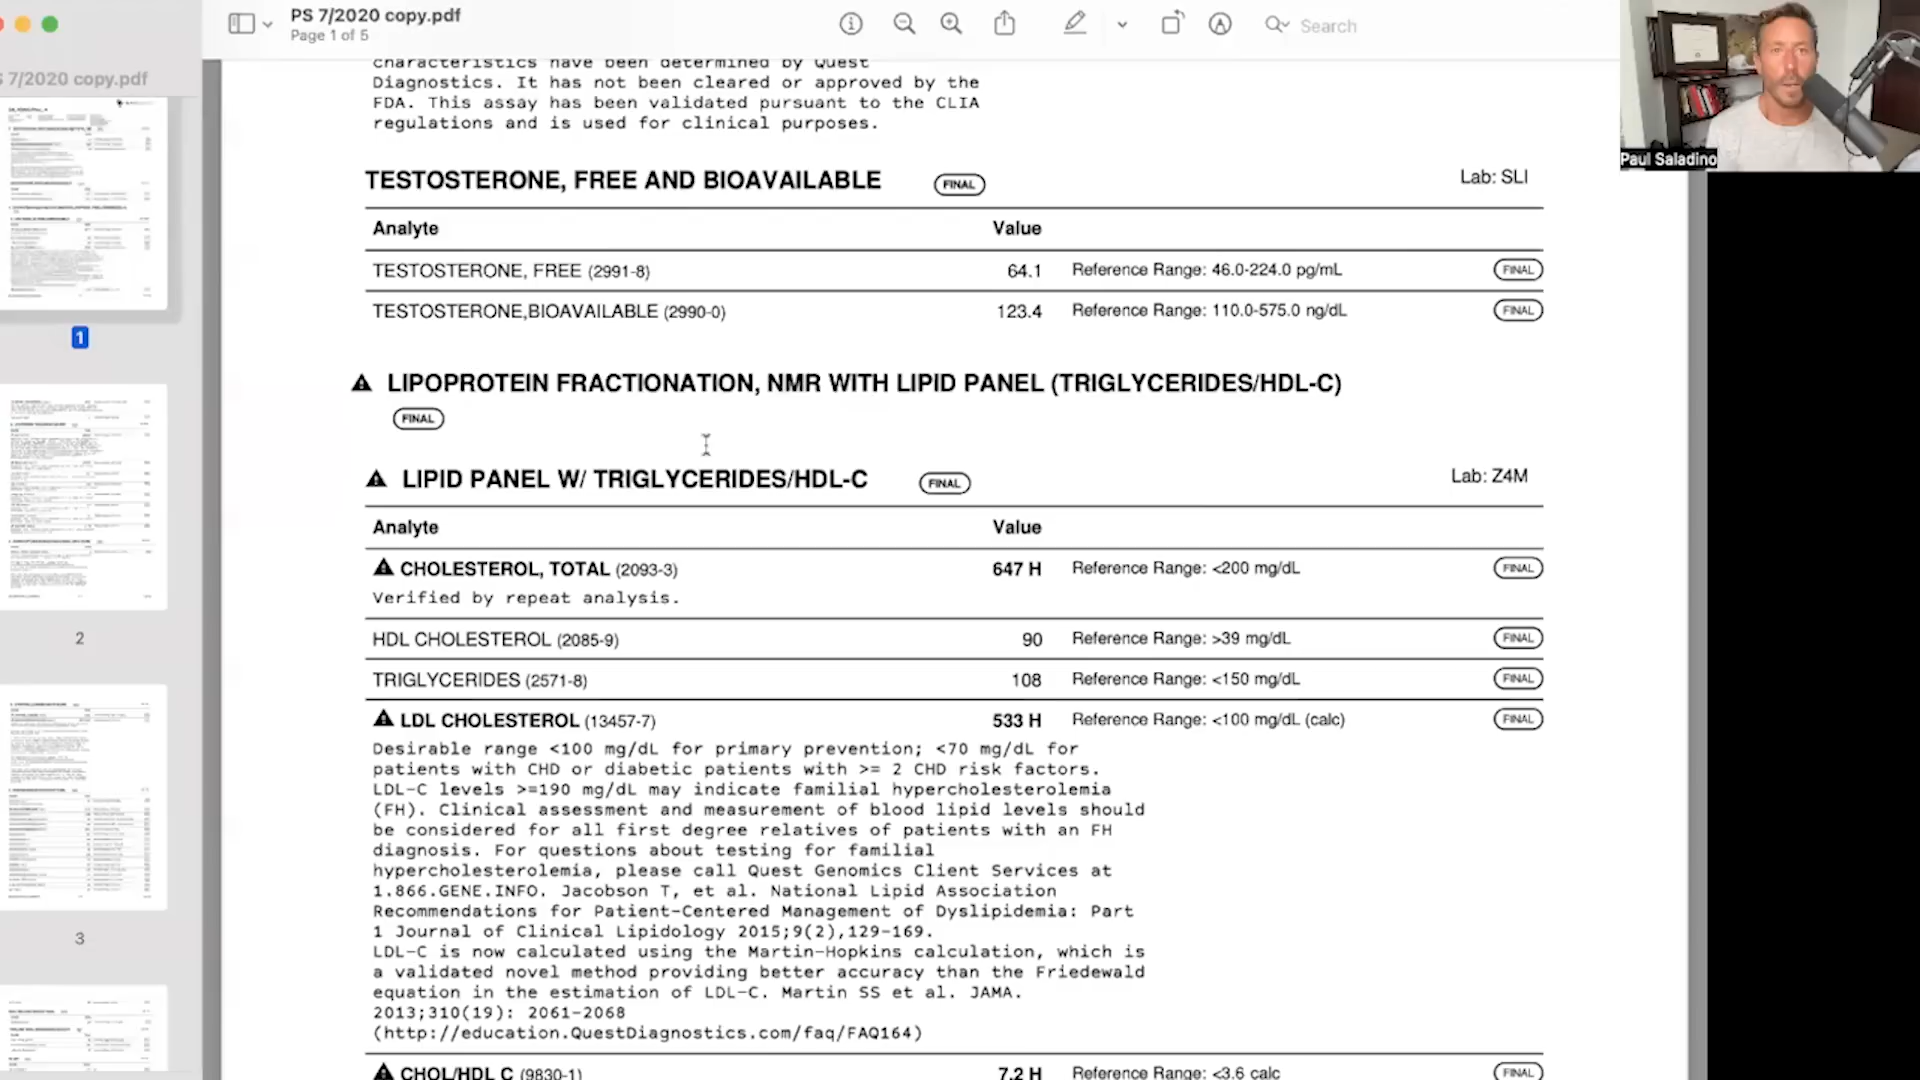 PS 7/2020 copy.pdf
Page 1 of 5
Search
7/2020 copy.pdf
Paul Saladino
1
2
3
characteristics have been determined by Quest
Diagnostics. It has not been cleared or approved by the
FDA. This assay has been validated pursuant to the CLIA
regulations and is used for clinical purposes.
TESTOSTERONE, FREE AND BIOAVAILABLE FINAL Lab: SLI
Analyte Value
TESTOSTERONE, FREE (2991-8) 64.1 Reference Range: 46.0-224.0 pg/mL FINAL
TESTOSTERONE,BIOAVAILABLE (2990-0) 123.4 Reference Range: 110.0-575.0 ng/dL FINAL
LIPOPROTEIN FRACTIONATION, NMR WITH LIPID PANEL (TRIGLYCERIDES/HDL-C)
FINAL
LIPID PANEL W/ TRIGLYCERIDES/HDL-C FINAL Lab: Z4M
Analyte Value
CHOLESTEROL, TOTAL (2093-3) 647 H Reference Range: <200 mg/dL FINAL
Verified by repeat analysis.
HDL CHOLESTEROL (2085-9) 90 Reference Range: >39 mg/dL FINAL
TRIGLYCERIDES (2571-8) 108 Reference Range: <150 mg/dL FINAL
LDL CHOLESTEROL (13457-7) 533 H Reference Range: <100 mg/dL (calc) FINAL
Desirable range <100 mg/dL for primary prevention; <70 mg/dL for
patients with CHD or diabetic patients with >= 2 CHD risk factors.
LDL-C levels >=190 mg/dL may indicate familial hypercholesterolemia
(FH). Clinical assessment and measurement of blood lipid levels should
be considered for all first degree relatives of patients with an FH
diagnosis. For questions about testing for familial
hypercholesterolemia, please call Quest Genomics Client Services at
1.866.GENE.INFO. Jacobson T, et al. National Lipid Association
Recommendations for Patient-Centered Management of Dyslipidemia: Part
1 Journal of Clinical Lipidology 2015;9(2),129-169.
LDL-C is now calculated using the Martin-Hopkins calculation, which is
a validated novel method providing better accuracy than the Friedewald
equation in the estimation of LDL-C. Martin SS et al. JAMA.
2013;310(19): 2061-2068
(http://education.QuestDiagnostics.com/faq/FAQ164)
CHOL/HDL C (9830-1) 7.2 H Reference Range: <3.6 calc FINAL